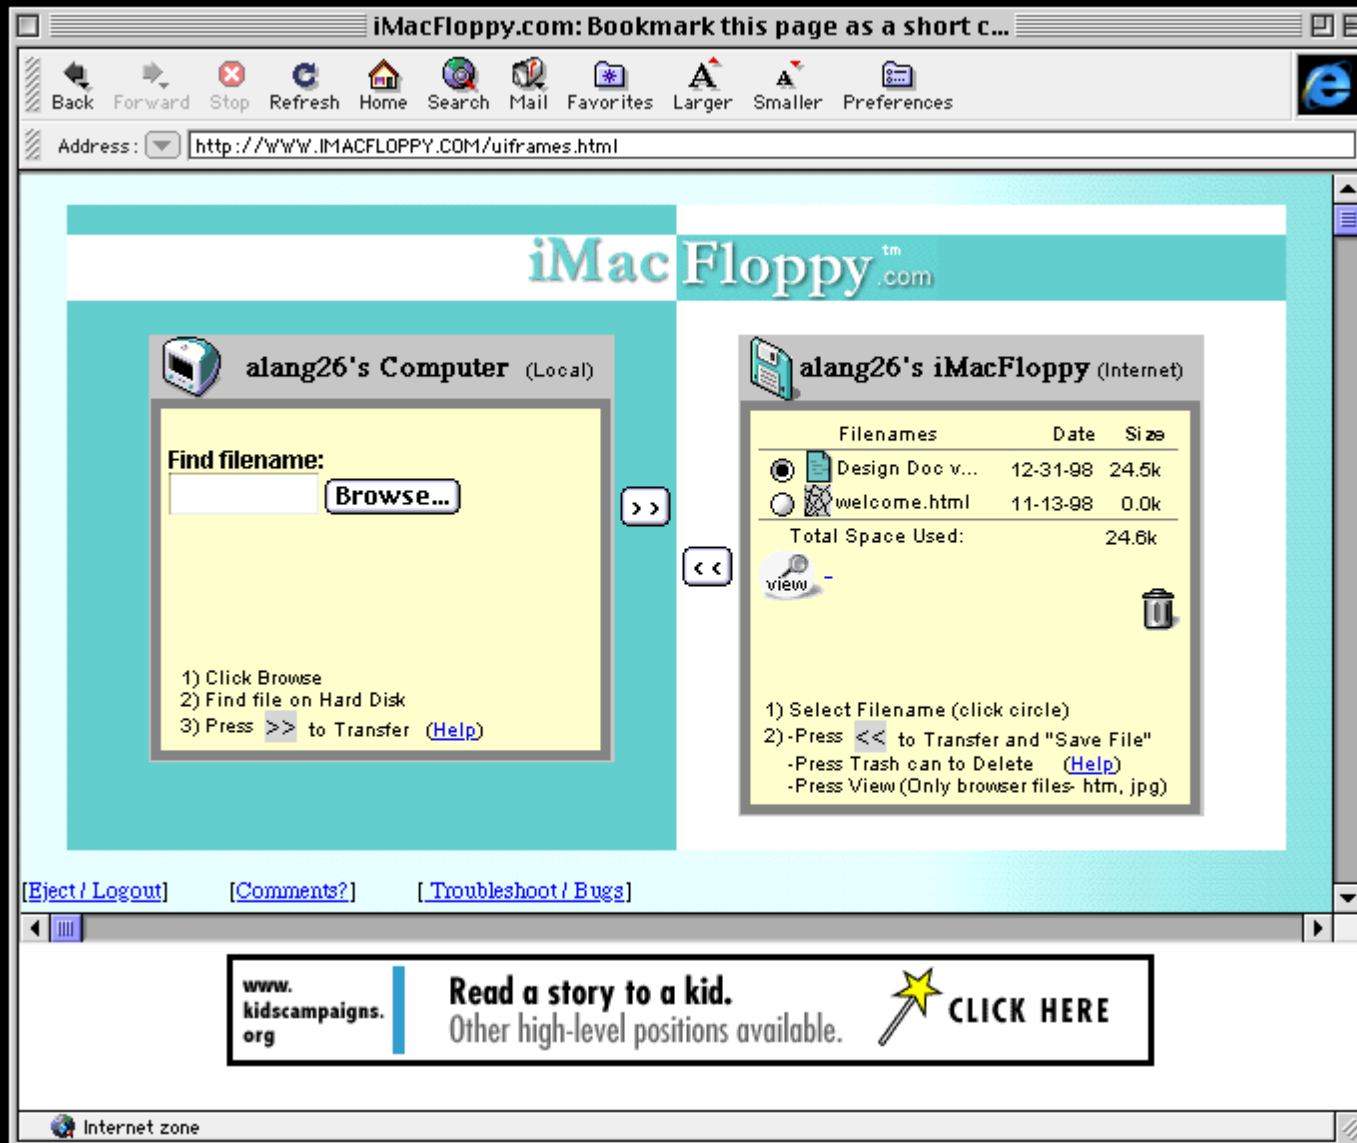 iMacFloppy.com: Bookmark this page as a short c...
Back Forward Stop Refresh Home Search Mail Favorites Larger Smaller Preferences
Address: http://WWW.IMACFLOPPY.COM/uiframes.html
iMac Floppy tm .com
alang26's Computer (Local)
Find filename:
Browse...
1) Click Browse
2) Find file on Hard Disk
3) Press >> to Transfer (Help)
>>
<<
alang26's iMacFloppy (Internet)
Filenames Date Size
Design Doc v... 12-31-98 24.5k
welcome.html 11-13-98 0.0k
Total Space Used: 24.6k
view
1) Select Filename (click circle)
2) -Press << to Transfer and "Save File"
-Press Trash can to Delete (Help)
-Press View (Only browser files- htm, jpg)
[Eject / Logout] [Comments?] [ Troubleshoot / Bugs]
www.
kidscampaigns.
org
Read a story to a kid.
Other high-level positions available.
CLICK HERE
Internet zone